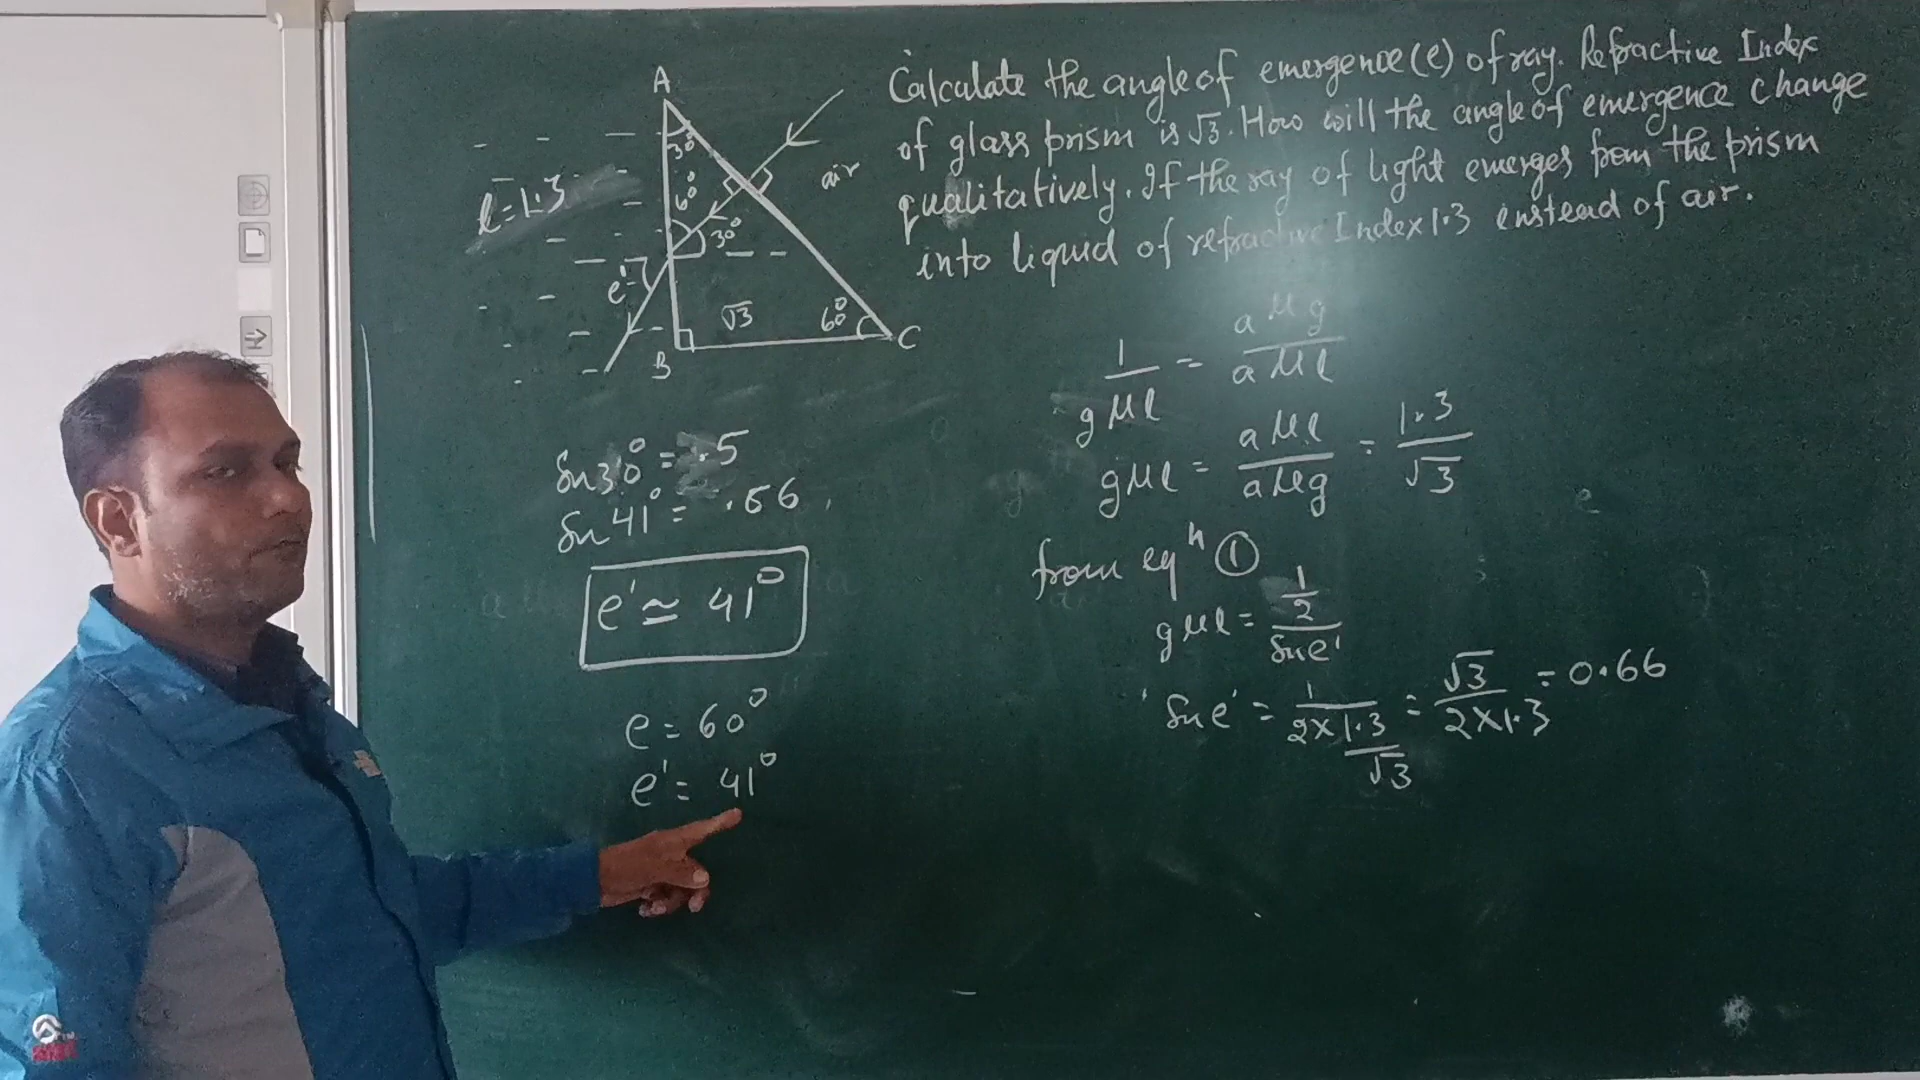 Calculate the angle of emergence (e) of ray. Refractive Index
of glass prism is √3. How will the angle of emergence change
qualitatively. If the ray of light emerges from the prism
into liquid of refractive Index 1.3 instead of air.
A
30°
air
l=1.3
60°
30°
e'
√3
60°
B
C
1/gμl = aμg/aμl
gμl = aμl/aμg = 1.3/√3
Sin 30° = .5
Sin 41° = .56
from eqⁿ ①
e' ≃ 41°
gμl = 1/2 / Sin e'
Sin e' = 1/(2×1.3/√3) = √3/(2×1.3) = 0.66
e = 60°
e' = 41°